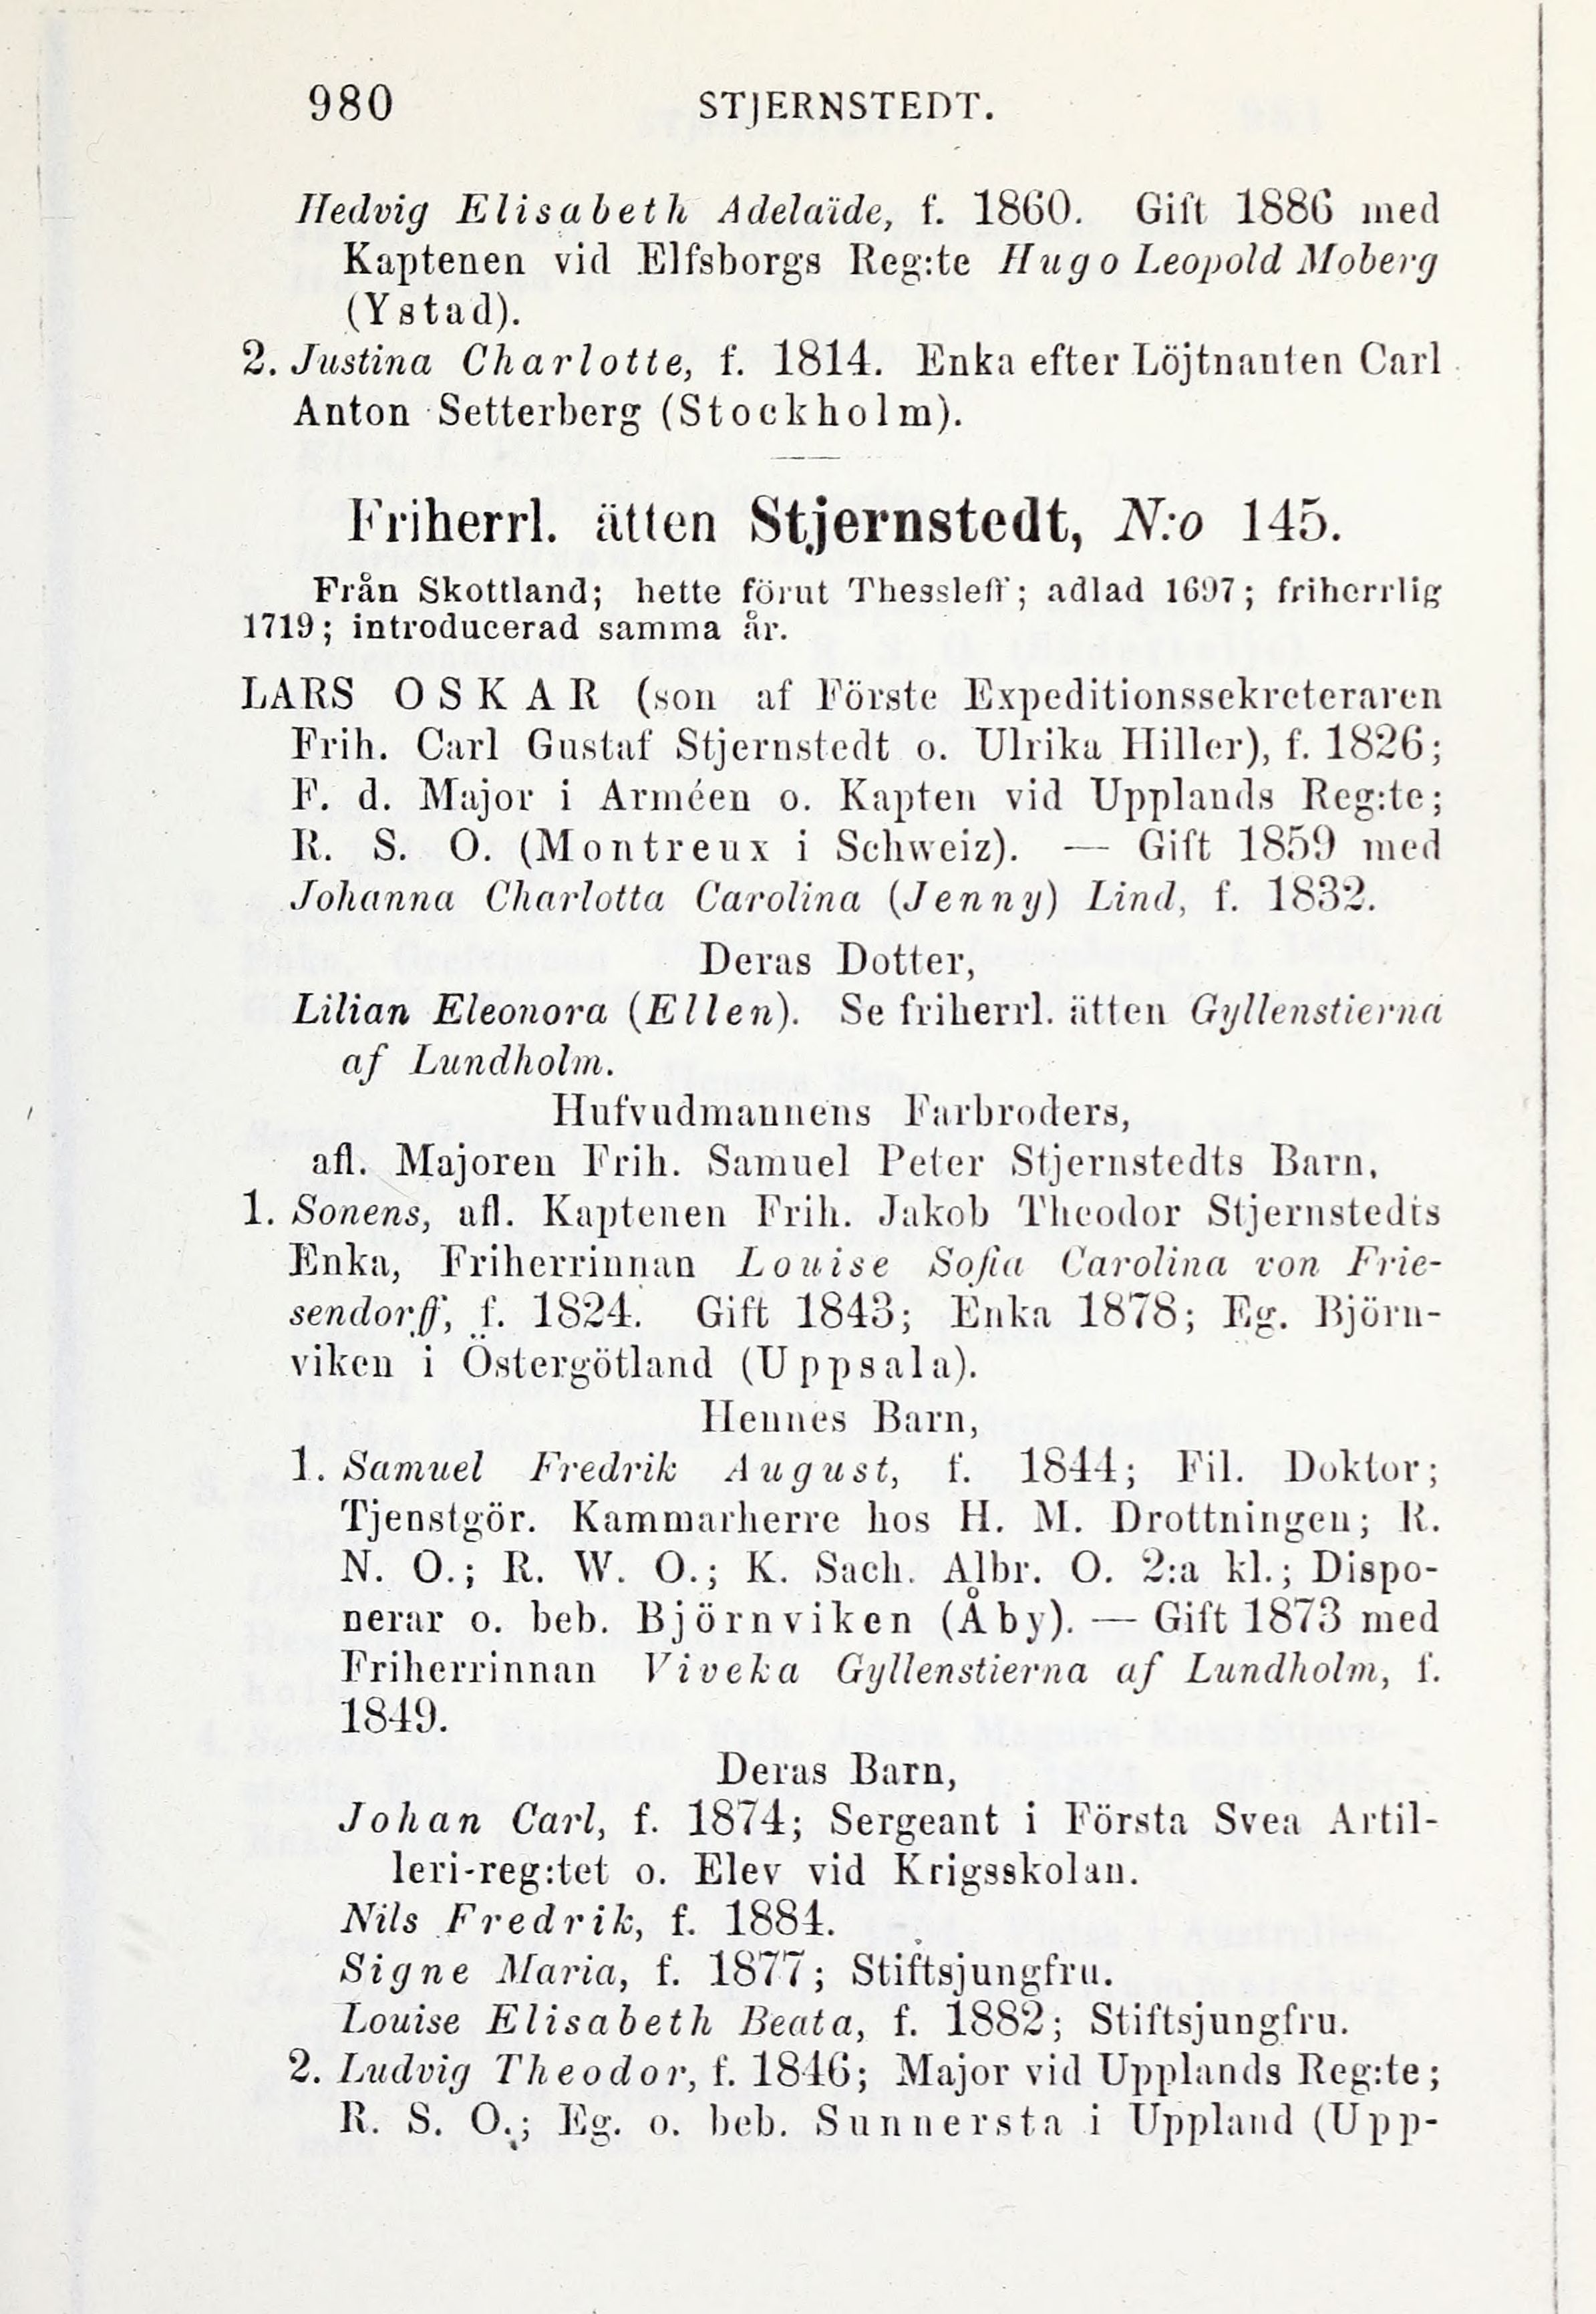 980 STJERNSTEDT.
Hedvig Elisabeth Adelaïde, f. 1860. Gift 1886 med
Kaptenen vid Elfsborgs Reg:te Hugo Leopold Moberg
(Ystad).
2. Justina Charlotte, f. 1814. Enka efter Löjtnanten Carl
Anton Setterberg (Stockholm).
Friherrl. ätten Stjernstedt, N:o 145.
Från Skottland; hette förut Thessleff; adlad 1697; friherrlig
1719; introducerad samma år.
LARS OSKAR (son af Förste Expeditionssekreteraren
Frih. Carl Gustaf Stjernstedt o. Ulrika Hiller), f. 1826;
F. d. Major i Arméen o. Kapten vid Upplands Reg:te;
R. S. O. (Montreux i Schweiz). — Gift 1859 med
Johanna Charlotta Carolina (Jenny) Lind, f. 1832.
Deras Dotter,
Lilian Eleonora (Ellen). Se friherrl. ätten Gyllenstierna
af Lundholm.
Hufvudmannens Farbroders,
afl. Majoren Frih. Samuel Peter Stjernstedts Barn,
1. Sonens, afl. Kaptenen Frih. Jakob Theodor Stjernstedts
Enka, Friherrinnan Louise Sofia Carolina von Frie-
sendorff, f. 1824. Gift 1843; Enka 1878; Eg. Björn-
viken i Östergötland (Uppsala).
Hennes Barn,
1. Samuel Fredrik August, f. 1844; Fil. Doktor;
Tjenstgör. Kammarherre hos H. M. Drottningen; R.
N. O.; R. W. O.; K. Sach. Albr. O. 2:a kl.; Dispo-
nerar o. beb. Björnviken (Åby). — Gift 1873 med
Friherrinnan Viveka Gyllenstierna af Lundholm, f.
1849.
Deras Barn,
Johan Carl, f. 1874; Sergeant i Första Svea Artil-
leri-reg:tet o. Elev vid Krigsskolan.
Nils Fredrik, f. 1884.
Signe Maria, f. 1877; Stiftsjungfru.
Louise Elisabeth Beata, f. 1882; Stiftsjungfru.
2. Ludvig Theodor, f. 1846; Major vid Upplands Reg:te;
R. S. O.; Eg. o. beb. Sunnersta i Uppland (Upp-